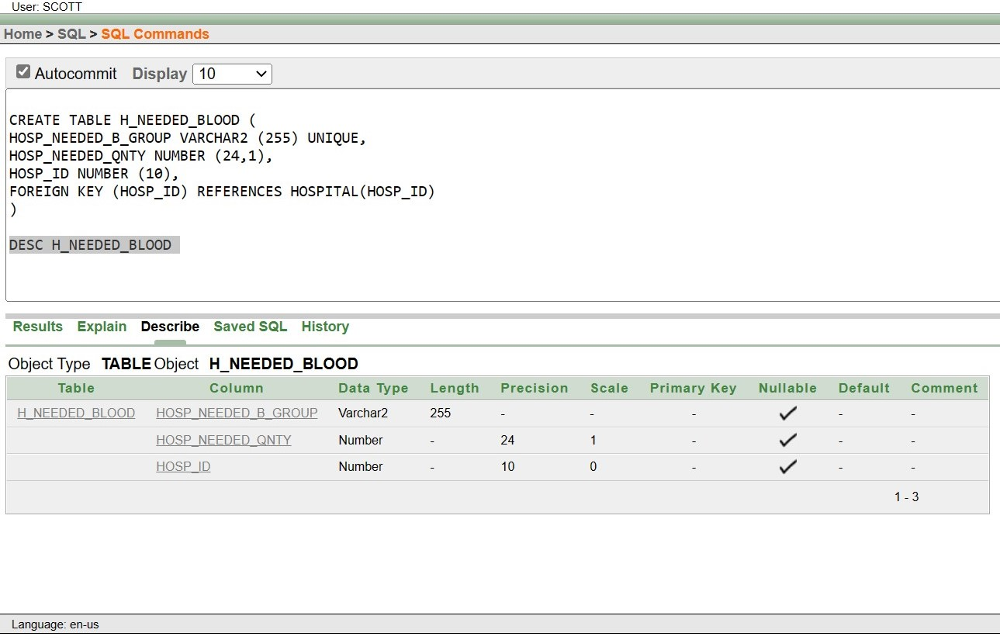 User: SCOTT
Home > SQL > SQL Commands
Autocommit Display 10
CREATE TABLE H_NEEDED_BLOOD (
HOSP_NEEDED_B_GROUP VARCHAR2 (255) UNIQUE,
HOSP_NEEDED_QNTY NUMBER (24,1),
HOSP_ID NUMBER (10),
FOREIGN KEY (HOSP_ID) REFERENCES HOSPITAL(HOSP_ID)
)
DESC H_NEEDED_BLOOD
Results Explain Describe Saved SQL History
Object Type TABLE Object H_NEEDED_BLOOD
Table Column Data Type Length Precision Scale Primary Key Nullable Default Comment
H_NEEDED_BLOOD HOSP_NEEDED_B_GROUP Varchar2 255 - - - ✓ - -
HOSP_NEEDED_QNTY Number - 24 1 - ✓ - -
HOSP_ID Number - 10 0 - ✓ - -
1 - 3
Language: en-us